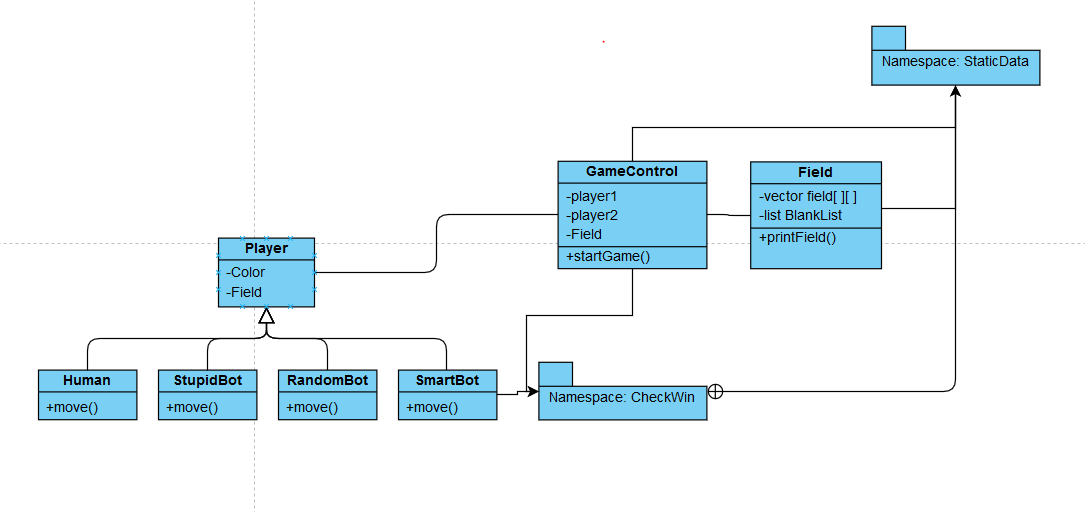 Namespace: StaticData
GameControl
-player1
-player2
-Field
+startGame()
Field
-vector field[ ][ ]
-list BlankList
+printField()
Player
-Color
-Field
Human
+move()
StupidBot
+move()
RandomBot
+move()
SmartBot
+move()
Namespace: CheckWin